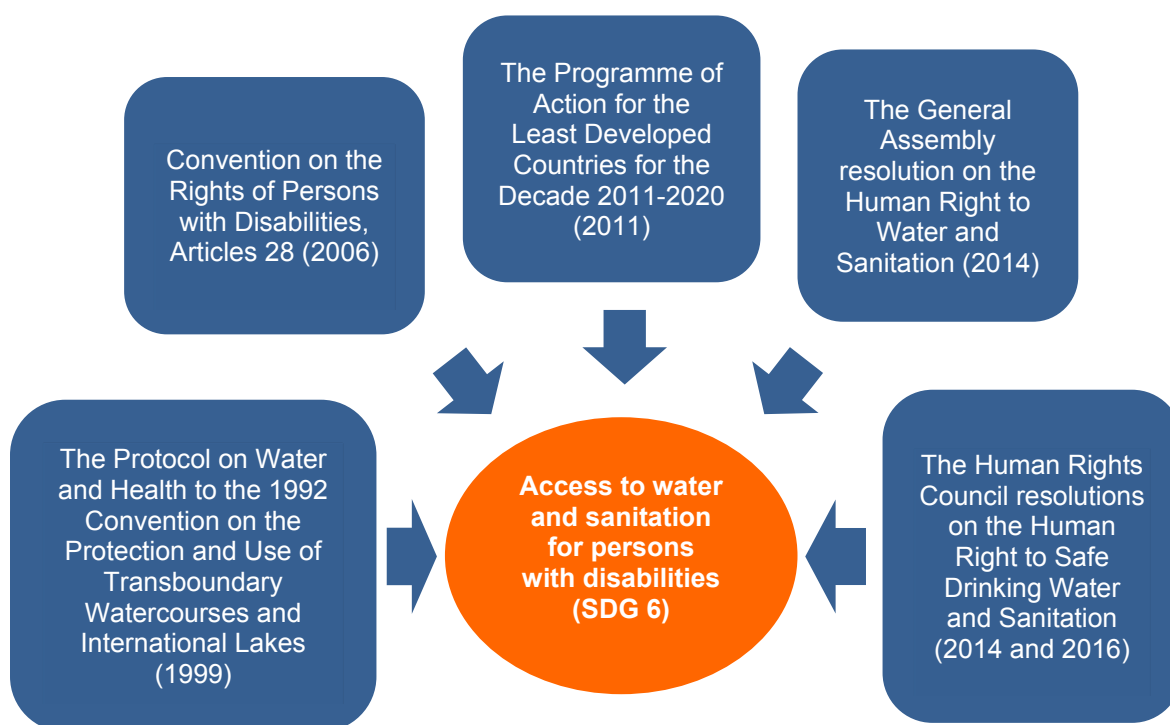 Convention on the
Rights of Persons
with Disabilities,
Articles 28 (2006)
The Programme of
Action for the
Least Developed
Countries for the
Decade 2011-2020
(2011)
The General
Assembly
resolution on the
Human Right to
Water and
Sanitation (2014)
The Protocol on Water
and Health to the 1992
Convention on the
Protection and Use of
Transboundary
Watercourses and
International Lakes
(1999)
Access to water
and sanitation
for persons
with disabilities
(SDG 6)
The Human Rights
Council resolutions
on the Human
Right to Safe
Drinking Water
and Sanitation
(2014 and 2016)